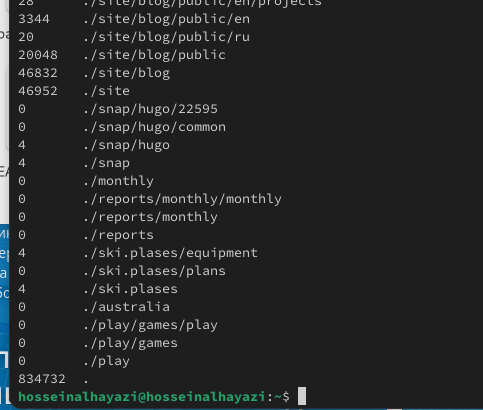 28 ./site/blog/public/en/projects
3344 ./site/blog/public/en
20 ./site/blog/public/ru
20048 ./site/blog/public
46832 ./site/blog
46952 ./site
0 ./snap/hugo/22595
0 ./snap/hugo/common
4 ./snap/hugo
4 ./snap
0 ./monthly
0 ./reports/monthly/monthly
0 ./reports/monthly
0 ./reports
4 ./ski.plases/equipment
0 ./ski.plases/plans
4 ./ski.plases
0 ./australia
0 ./play/games/play
0 ./play/games
0 ./play
834732 .
hosseinalhayazi@hosseinalhayazi:~$